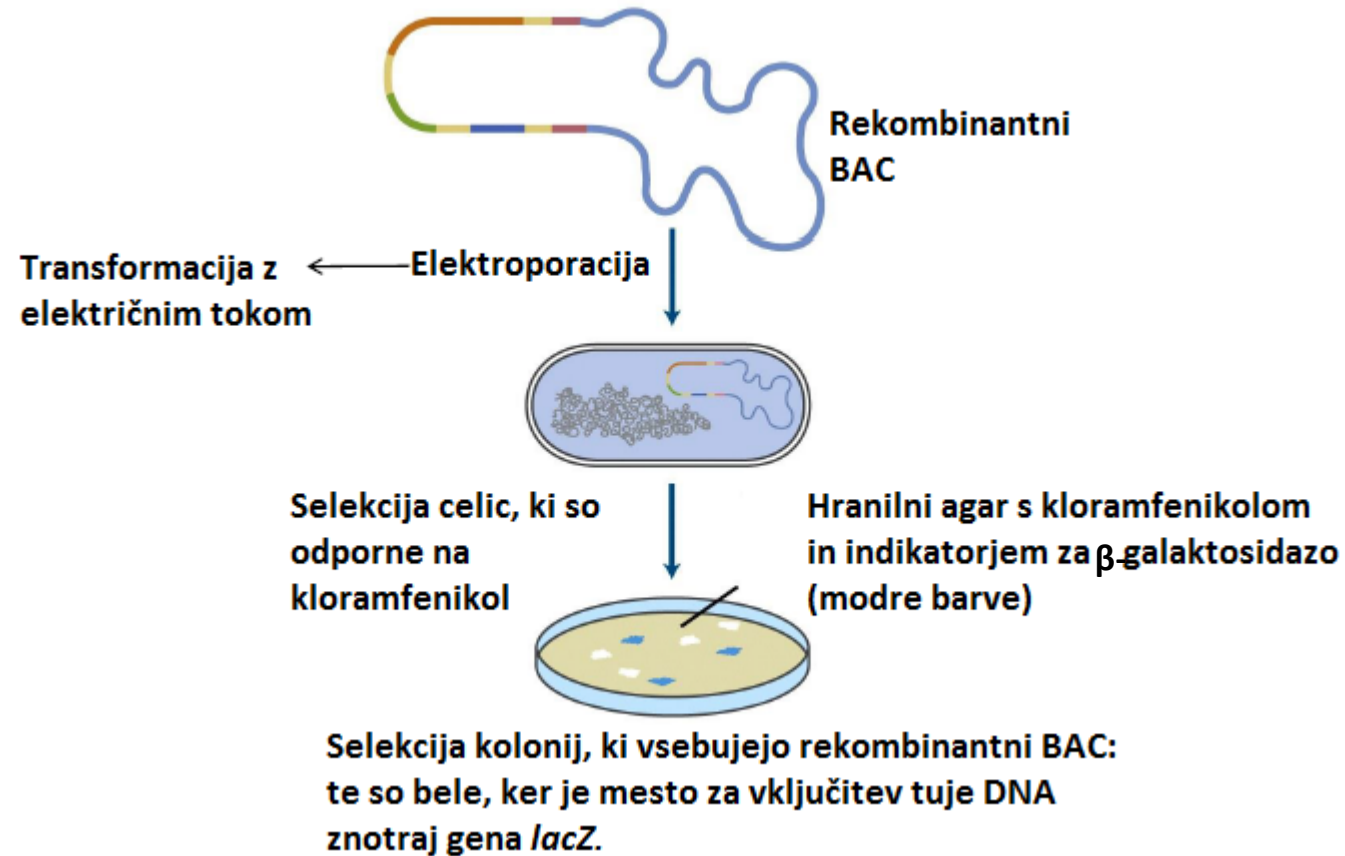 Rekombinantni
BAC
Transformacija z
električnim tokom
Elektroporacija
Selekcija celic, ki so
odporne na
kloramfenikol
Hranilni agar s kloramfenikolom
in indikatorjem za β-galaktosidazo
(modre barve)
Selekcija kolonij, ki vsebujejo rekombinantni BAC:
te so bele, ker je mesto za vključitev tuje DNA
znotraj gena lacZ.